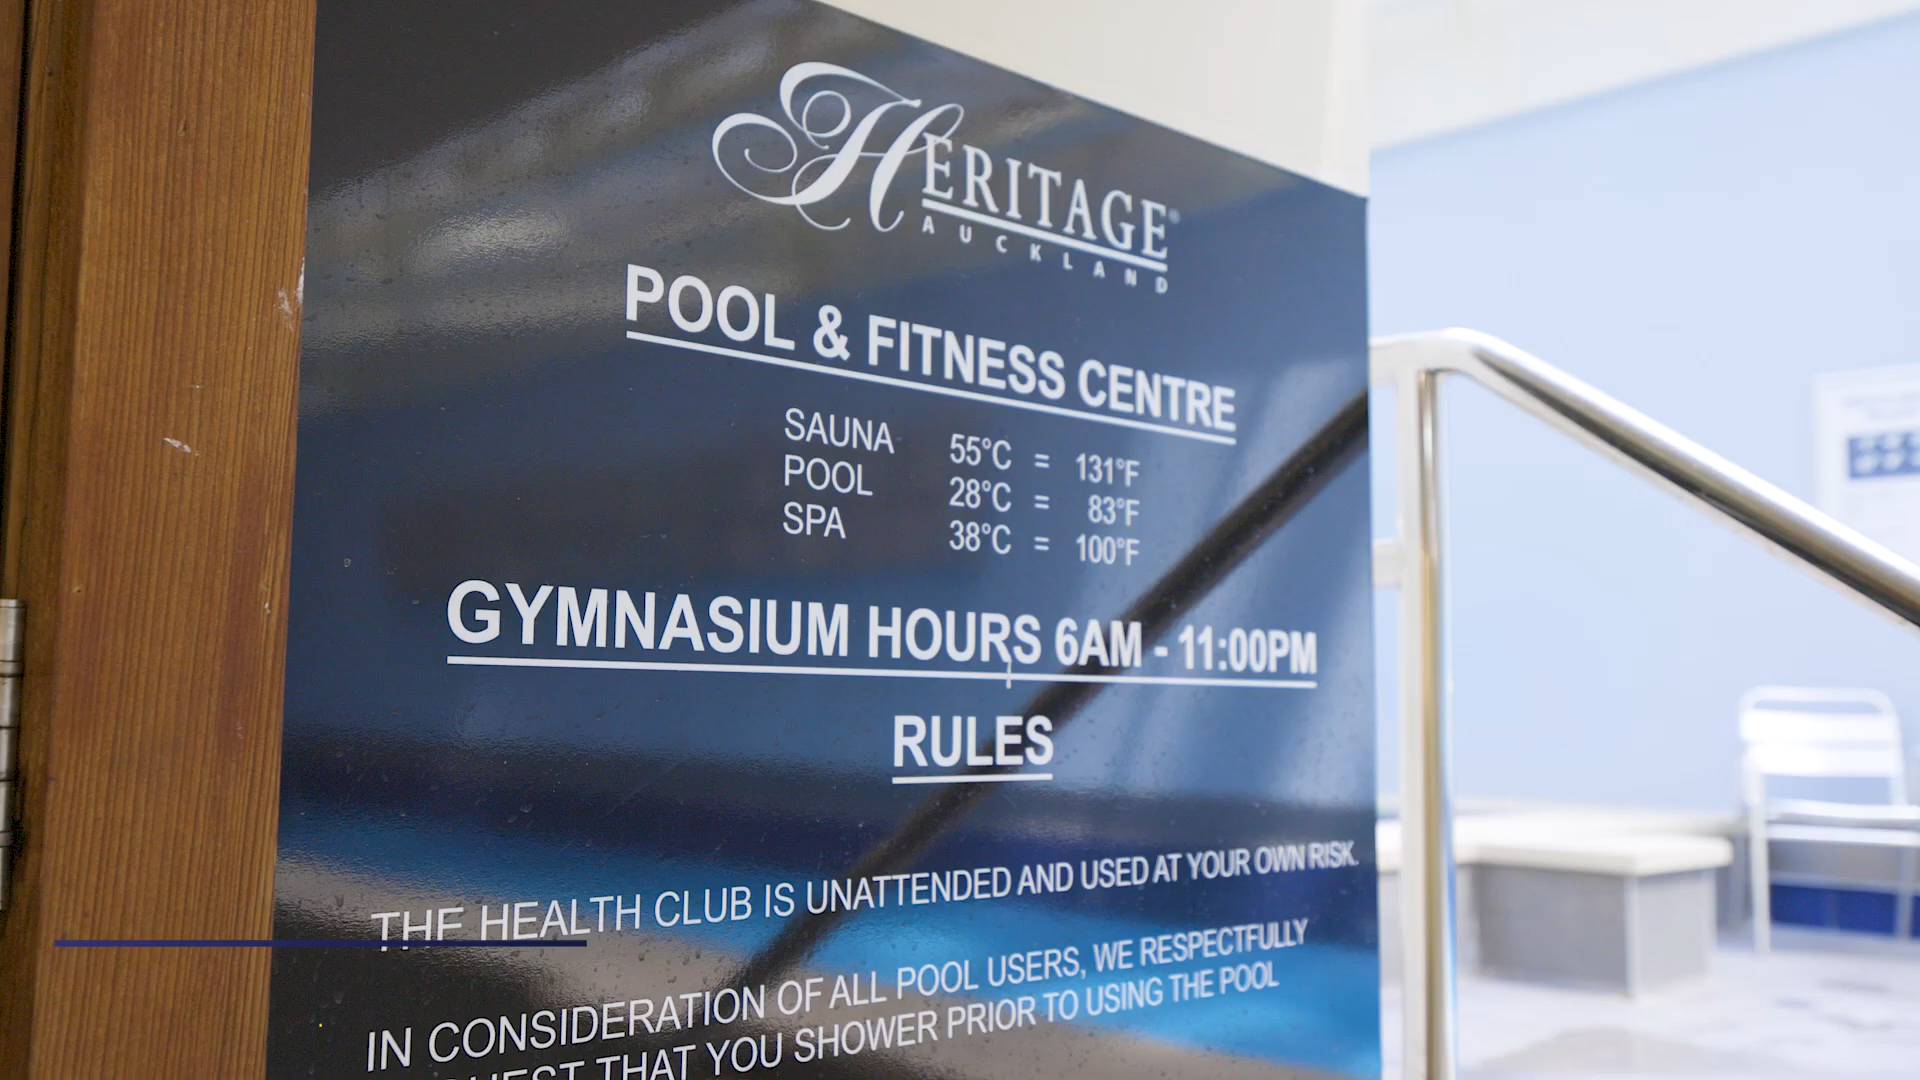 HERITAGE®
AUCKLAND
POOL & FITNESS CENTRE
SAUNA 55°C = 131°F
POOL 28°C = 83°F
SPA 38°C = 100°F
GYMNASIUM HOURS 6AM - 11:00PM
RULES
THE HEALTH CLUB IS UNATTENDED AND USED AT YOUR OWN RISK.
IN CONSIDERATION OF ALL POOL USERS, WE RESPECTFULLY
THAT YOU SHOWER PRIOR TO USING THE POOL